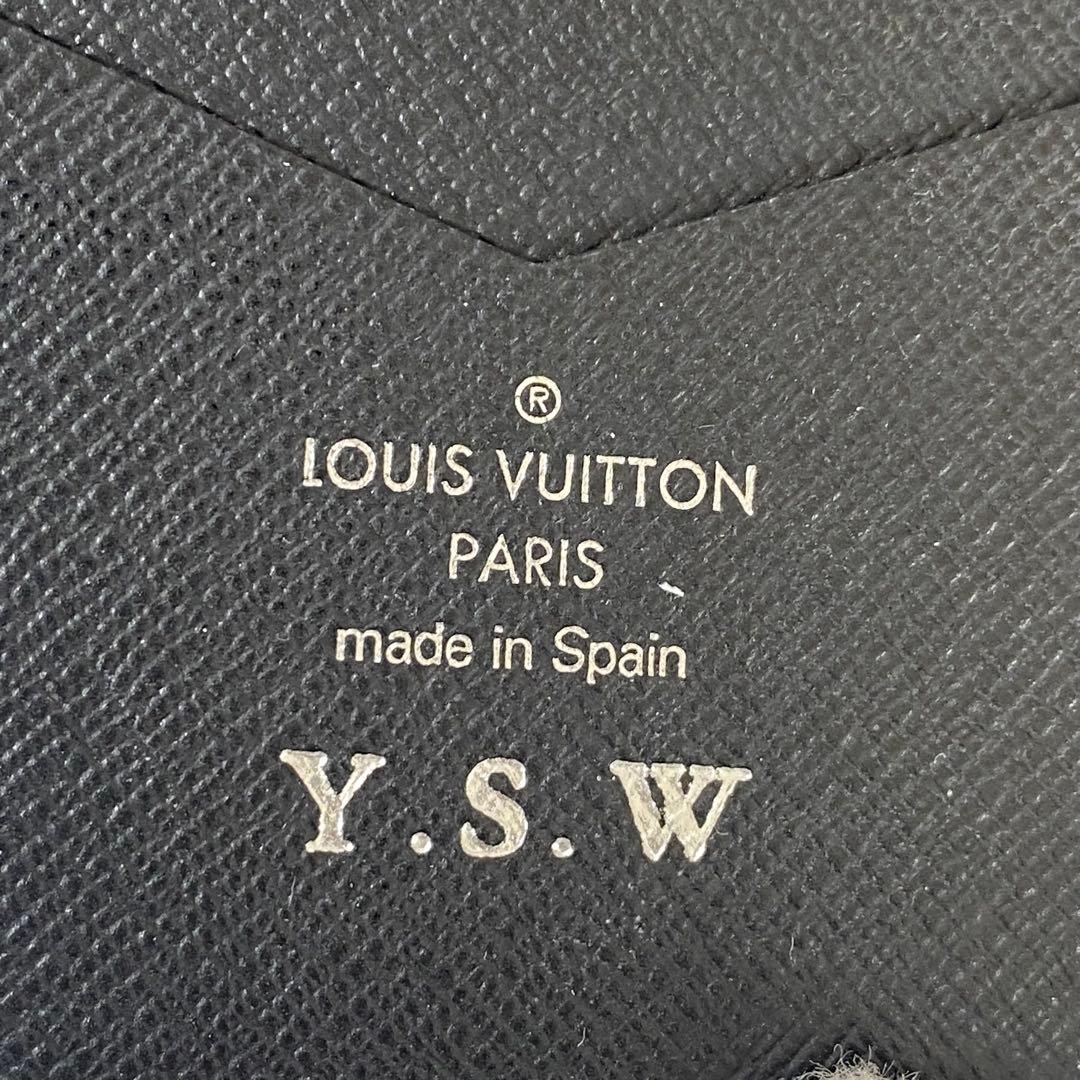 ®
LOUIS VUITTON
PARIS
made in Spain
Y.S.W